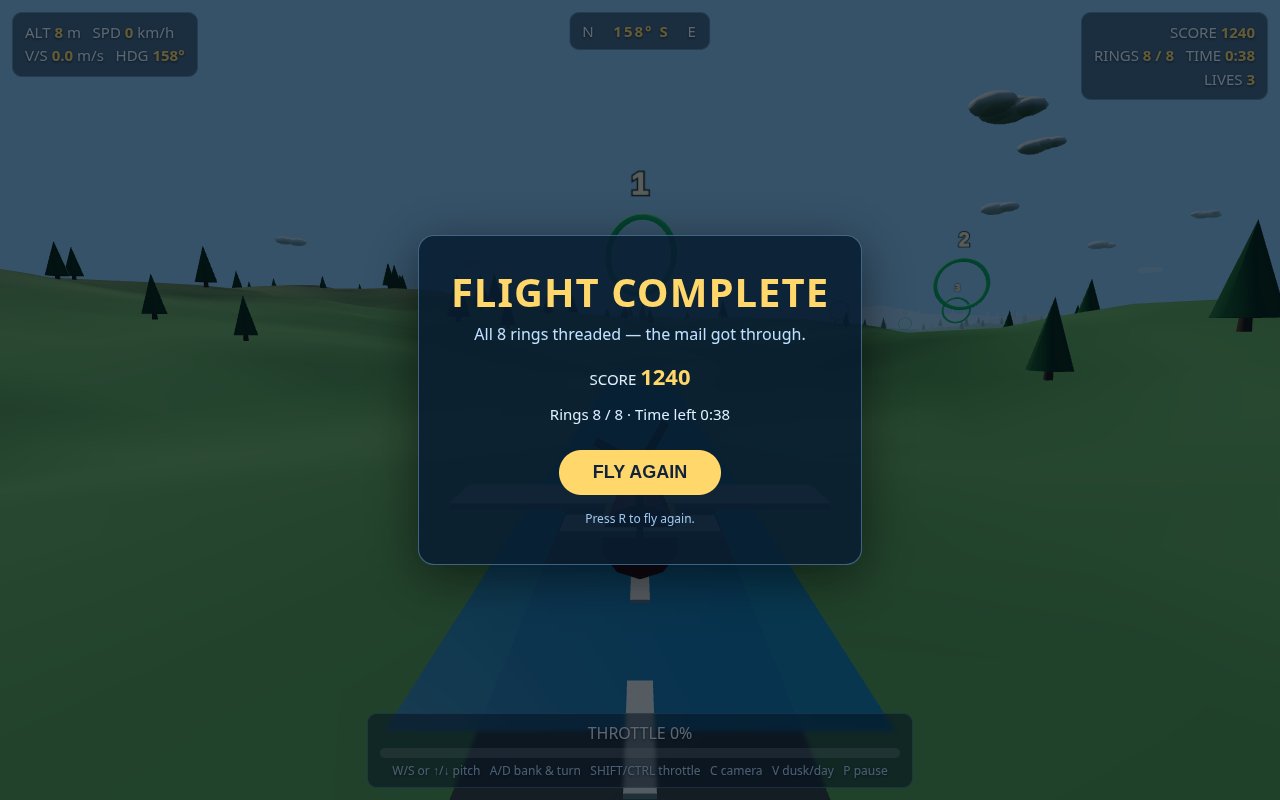 ALT 8 m SPD 0 km/h
V/S 0.0 m/s HDG 158°
N 158° S E
SCORE 1240
RINGS 8 / 8 TIME 0:38
LIVES 3
1
2
3
FLIGHT COMPLETE
All 8 rings threaded — the mail got through.
SCORE 1240
Rings 8 / 8 · Time left 0:38
FLY AGAIN
Press R to fly again.
THROTTLE 0%
W/S or ↑/↓ pitch A/D bank & turn SHIFT/CTRL throttle C camera V dusk/day P pause